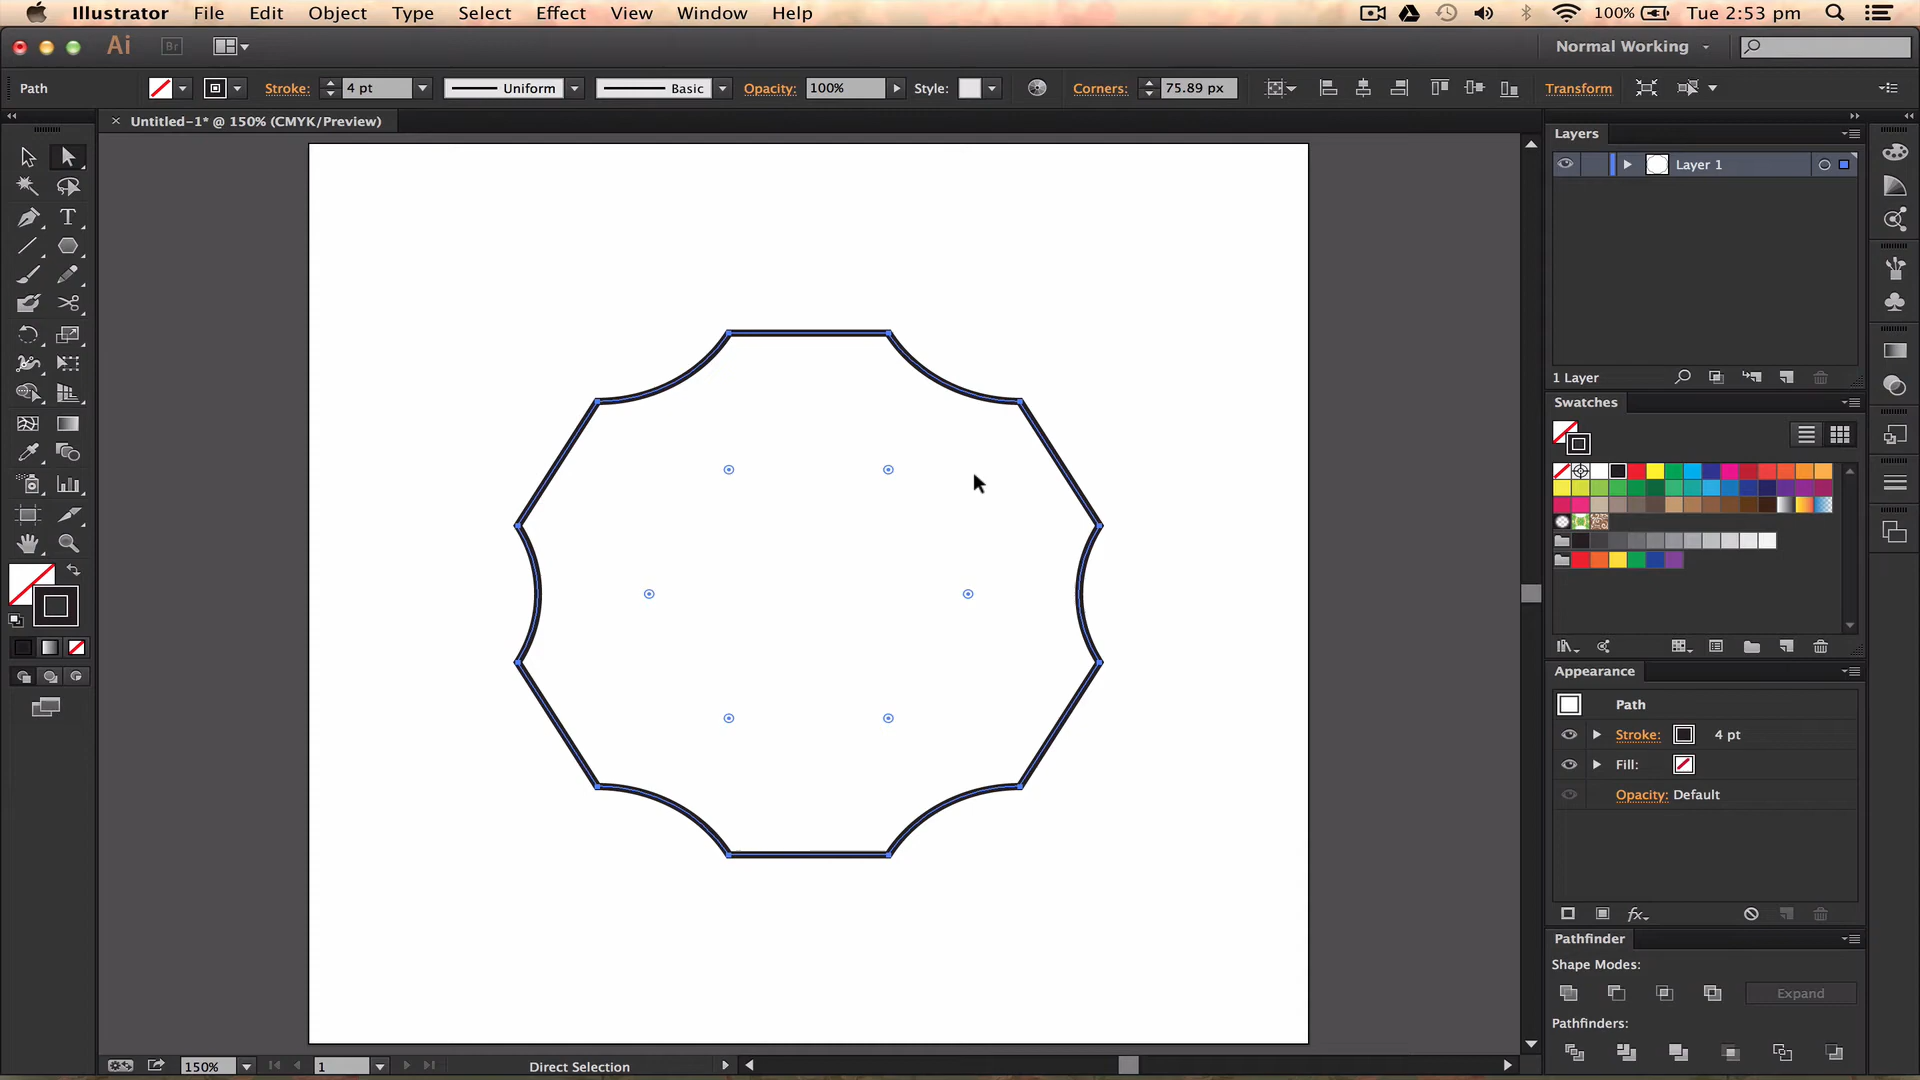 Illustrator File Edit Object Type Select Effect View Window Help 100% Tue 2:53 pm
Ai Br Normal Working
Path Stroke: 4 pt Uniform Basic Opacity: 100% Style: Corners: 75.89 px Transform
× Untitled-1* @ 150% (CMYK/Preview)
Layers
Layer 1
T
1 Layer
Swatches
Appearance
Path
Stroke: 4 pt
Fill:
Opacity: Default
fx
Pathfinder
Shape Modes:
Expand
Pathfinders:
150% 1 Direct Selection